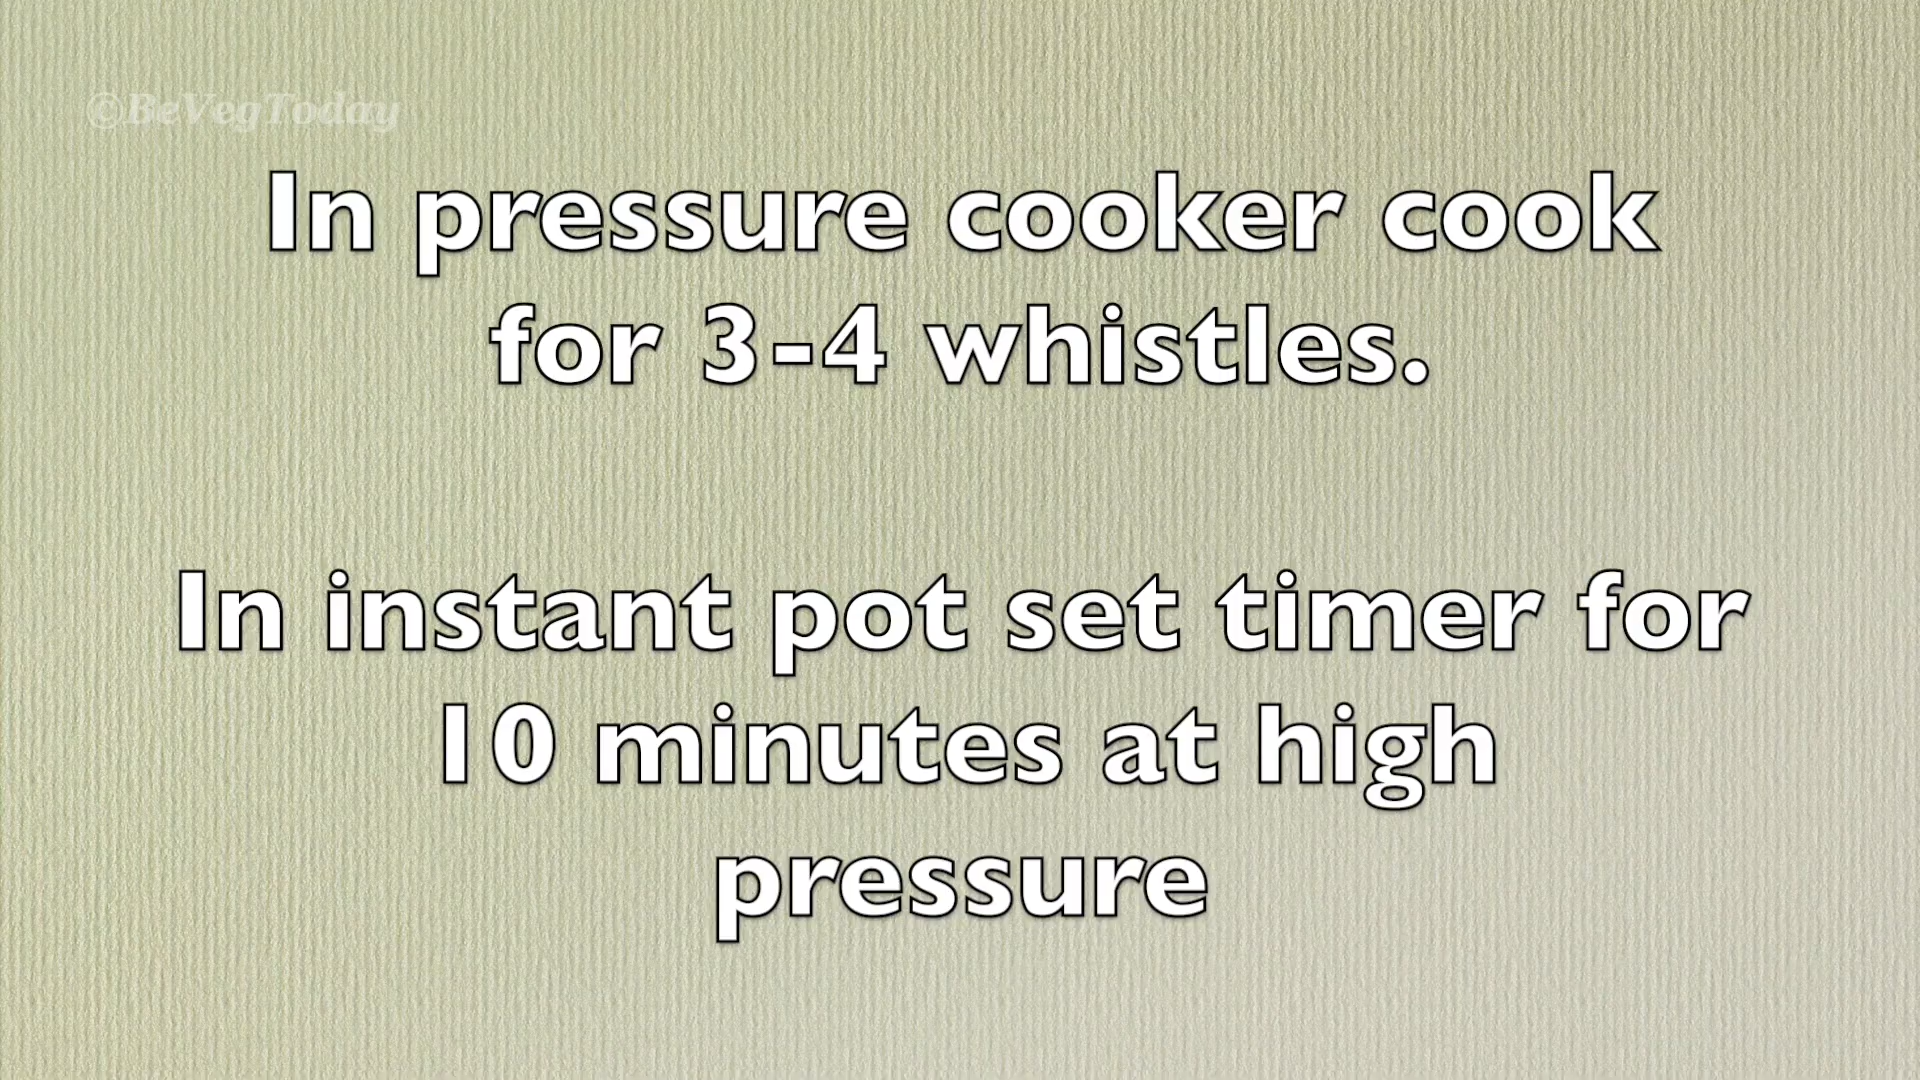 ©BeVegToday
In pressure cooker cook
for 3-4 whistles.
In instant pot set timer for
10 minutes at high
pressure